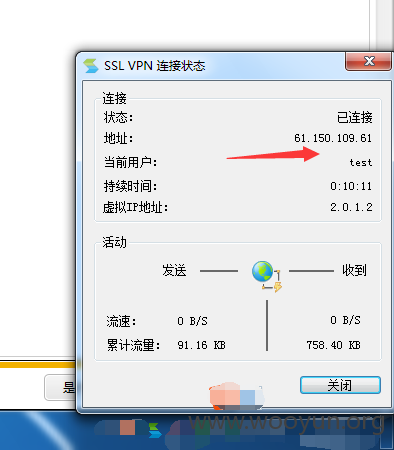 SSL VPN 连接状态
连接
状态: 已连接
地址: 61.150.109.61
当前用户: test
持续时间: 0:10:11
虚拟IP地址: 2.0.1.2
活动
发送 收到
流速: 0 B/S 0 B/S
累计流量: 91.16 KB 758.40 KB
是
关闭
www.wooyun.org